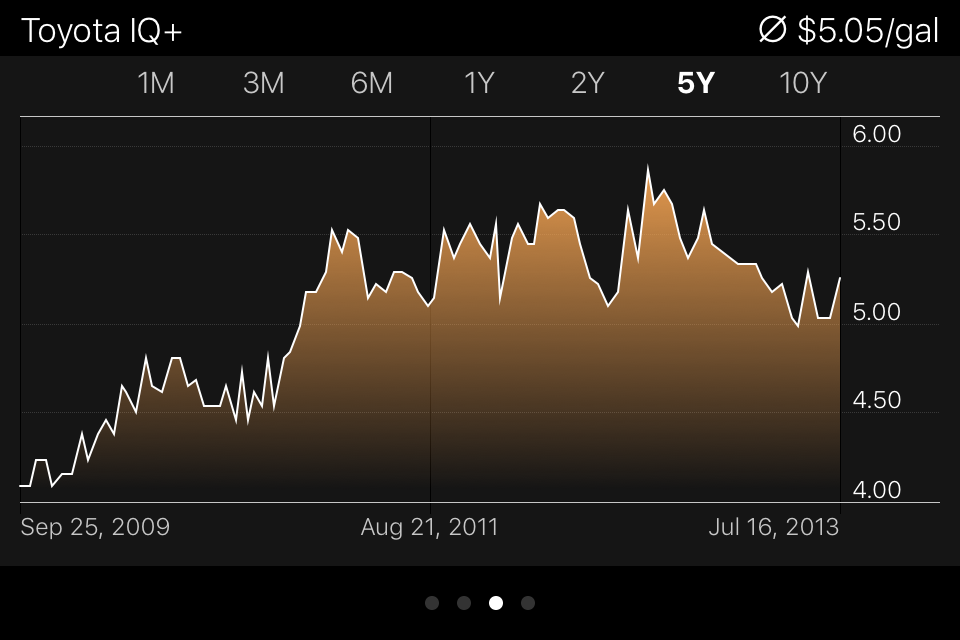 Toyota IQ+
Ø $5.05/gal
1M 3M 6M 1Y 2Y 5Y 10Y
6.00
5.50
5.00
4.50
4.00
Sep 25, 2009 Aug 21, 2011 Jul 16, 2013